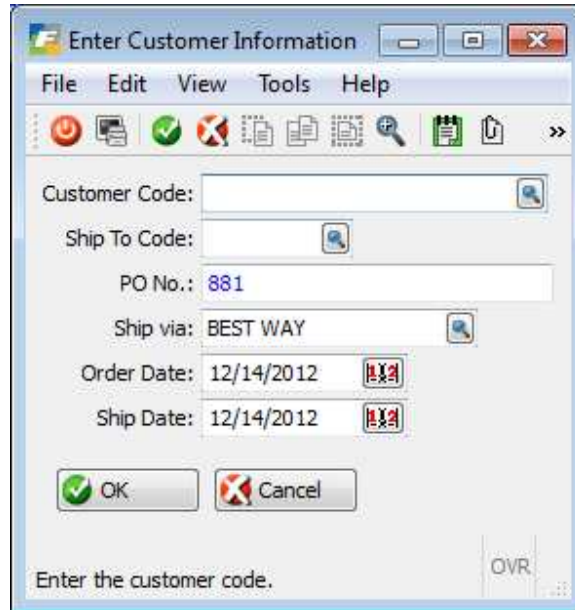 Enter Customer Information
File Edit View Tools Help
»
Customer Code:
Ship To Code:
PO No.: 881
Ship via: BEST WAY
Order Date: 12/14/2012
Ship Date: 12/14/2012
OK Cancel
OVR
Enter the customer code.